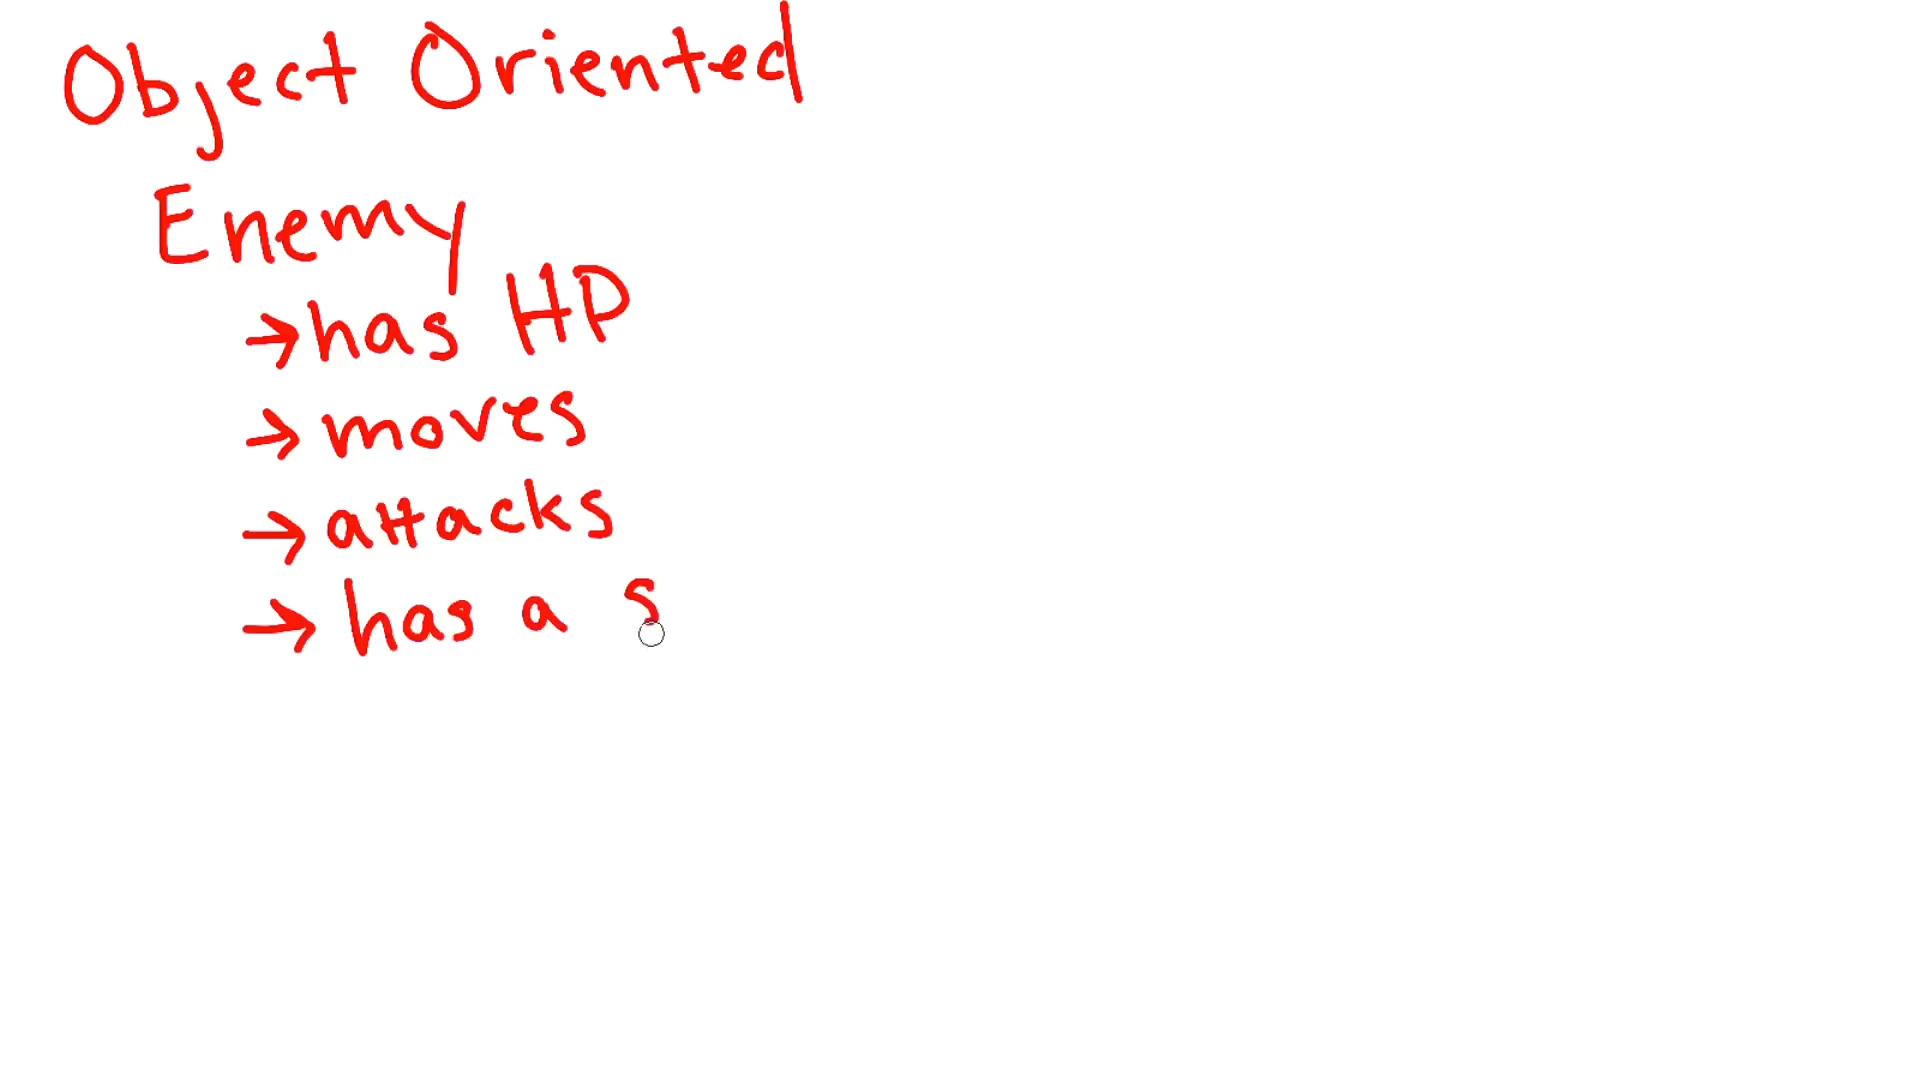 Object Oriented
Enemy
→ has HP
→ moves
→ attacks
→ has a s